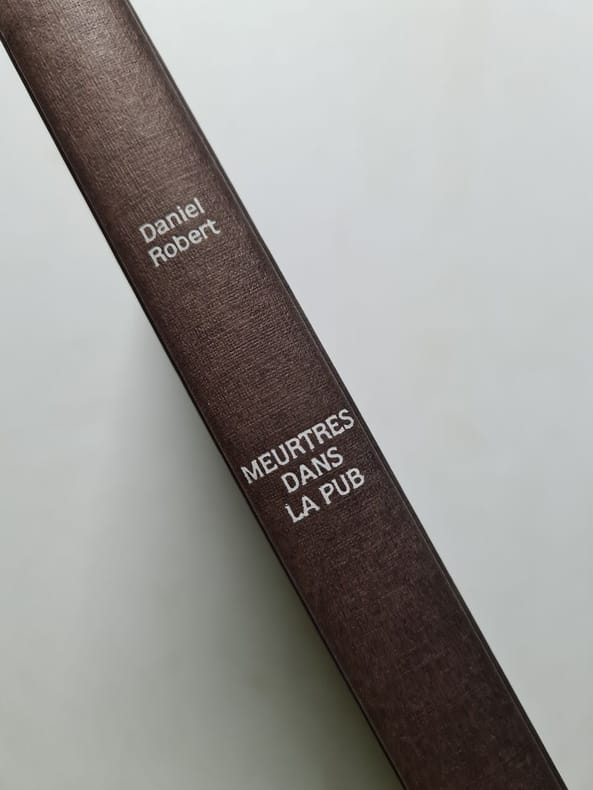 Daniel
Robert
MEURTRES
DANS
LA PUB